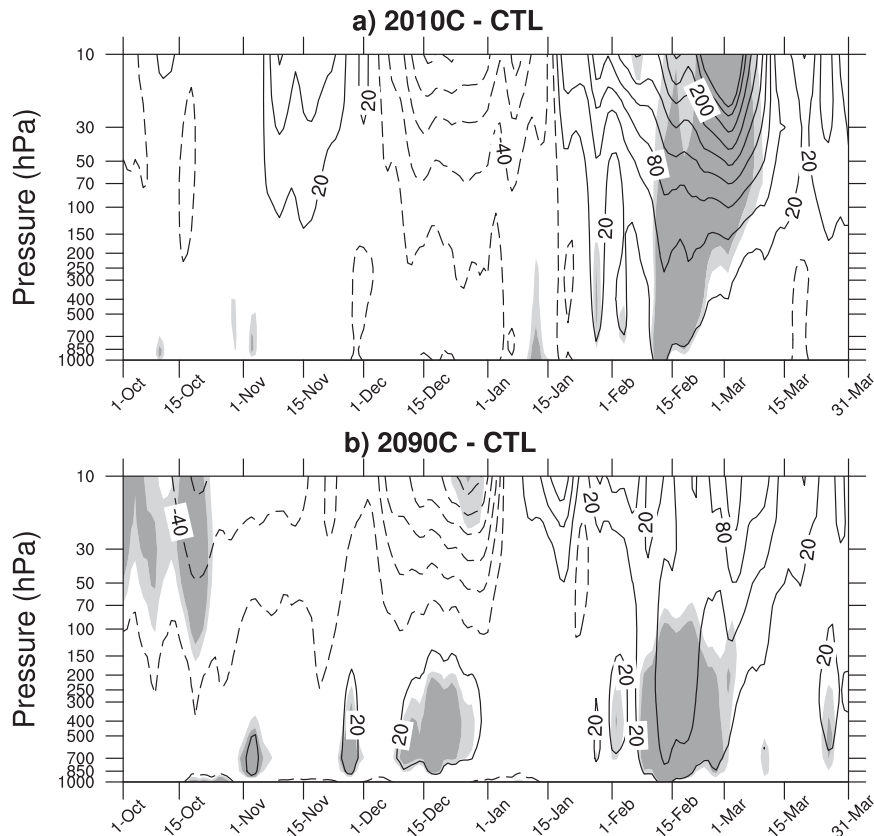 a) 2010C - CTL
Pressure (hPa)
10
30
50
70
100
150
200
250
300
400
500
700
850
1000
20
20
-40
20
80
200
20
20
1-Oct
15-Oct
1-Nov
15-Nov
1-Dec
15-Dec
1-Jan
15-Jan
1-Feb
15-Feb
1-Mar
15-Mar
31-Mar
b) 2090C - CTL
Pressure (hPa)
10
30
50
70
100
150
200
250
300
400
500
700
850
1000
-40
20
20
80
20
20
20
20
20
20
20
1-Oct
15-Oct
1-Nov
15-Nov
1-Dec
15-Dec
1-Jan
15-Jan
1-Feb
15-Feb
1-Mar
15-Mar
31-Mar